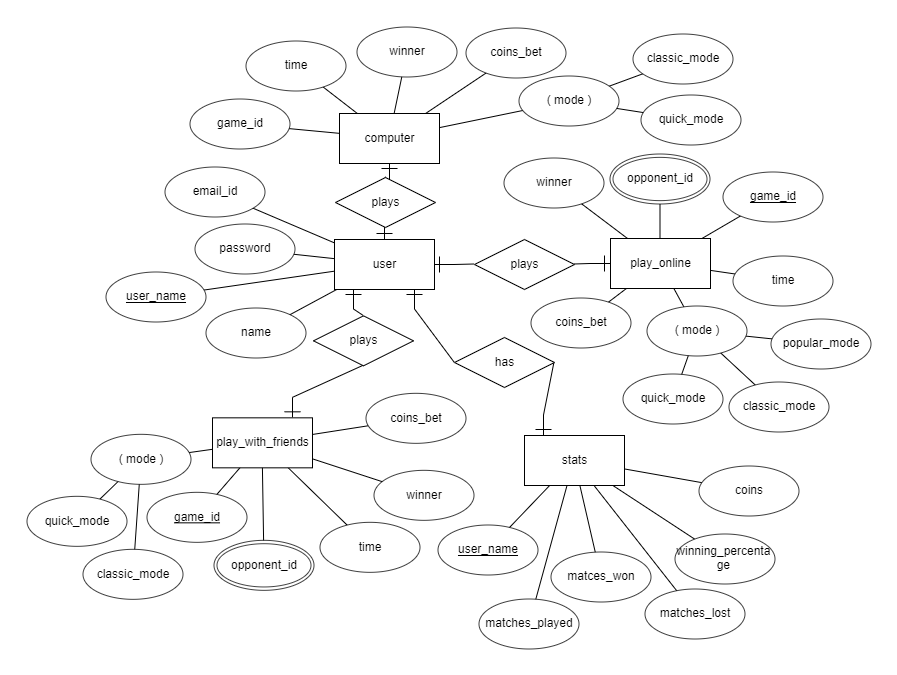 winner
coins_bet
classic_mode
time
( mode )
quick_mode
game_id
computer
opponent_id
winner
email_id
game_id
plays
password
user
plays
play_online
time
user_name
coins_bet
name
plays
( mode )
popular_mode
has
quick_mode
classic_mode
coins_bet
play_with_friends
( mode )
stats
winner
coins
quick_mode
game_id
time
user_name
winning_percenta
ge
opponent_id
classic_mode
matces_won
matches_lost
matches_played